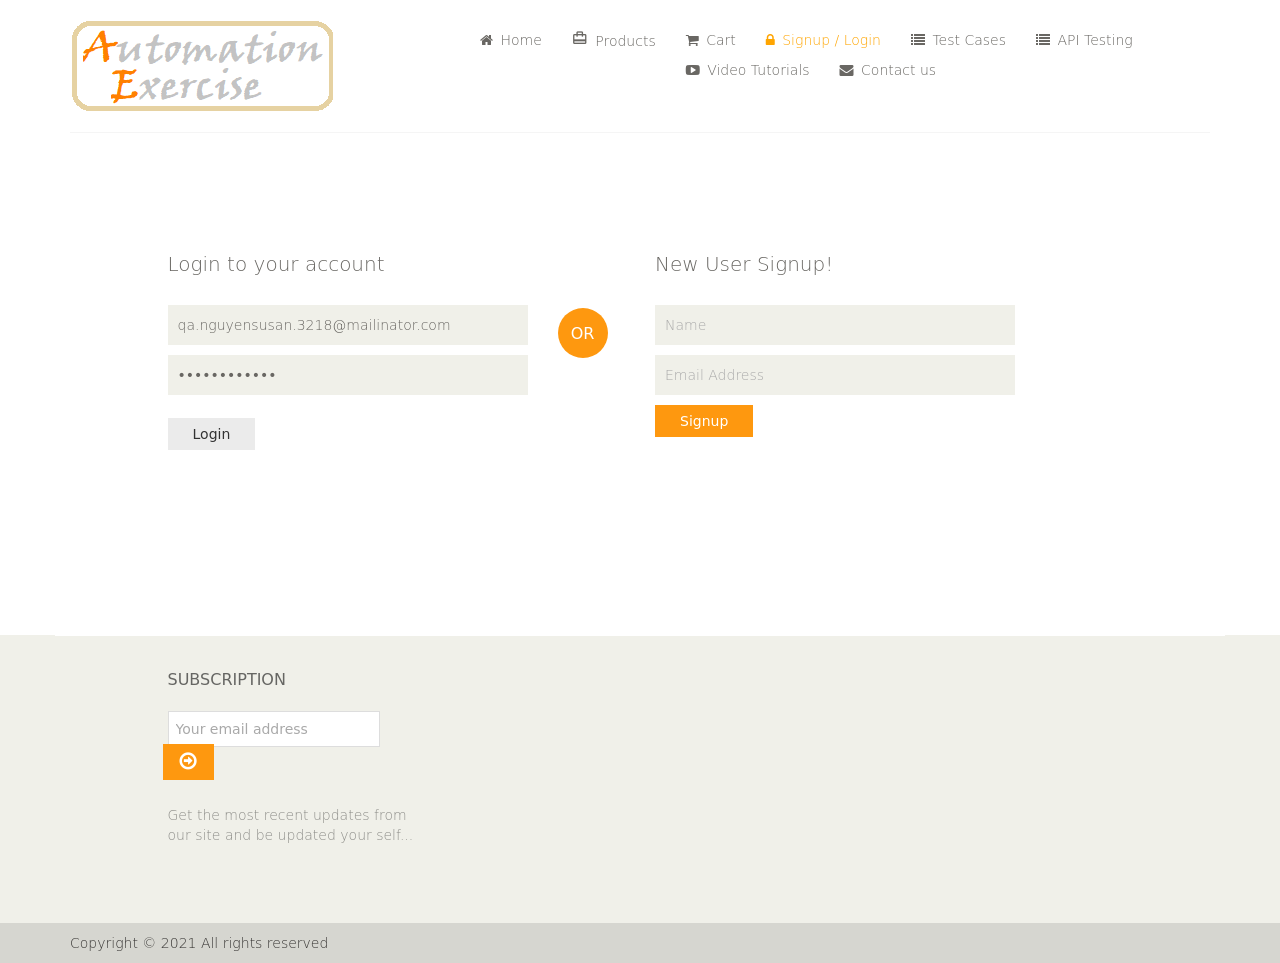 Automation
Exercise
Home
Products
Cart
Signup / Login
Test Cases
API Testing
Video Tutorials
Contact us
Login to your account
qa.nguyensusan.3218@mailinator.com
••••••••••••
Login
OR
New User Signup!
Name
Email Address
Signup
SUBSCRIPTION
Your email address
Get the most recent updates from
our site and be updated your self...
Copyright © 2021 All rights reserved